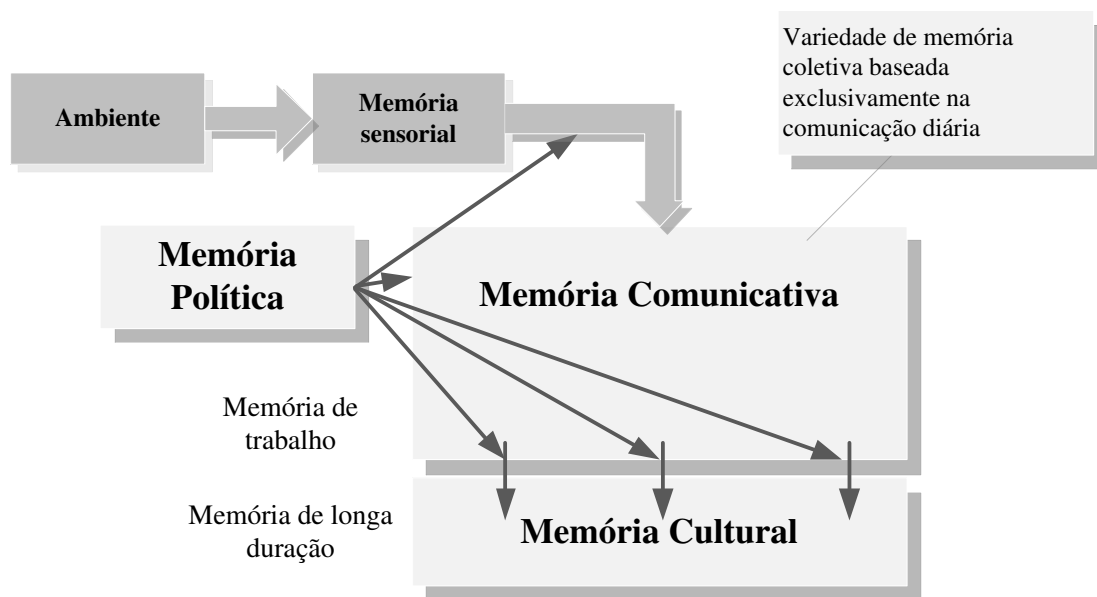 Variedade de memória
coletiva baseada
exclusivamente na
comunicação diária
Ambiente
Memória
sensorial
Memória
Política
Memória Comunicativa
Memória de
trabalho
Memória de longa
duração
Memória Cultural